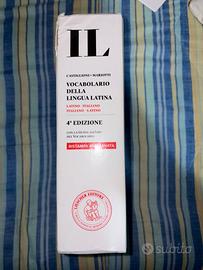 IL
CASTIGLIONI • MARIOTTI
VOCABOLARIO
DELLA
LINGUA LATINA
LATINO · ITALIANO
ITALIANO · LATINO
4ª EDIZIONE
LOESCHER EDITORE
subito